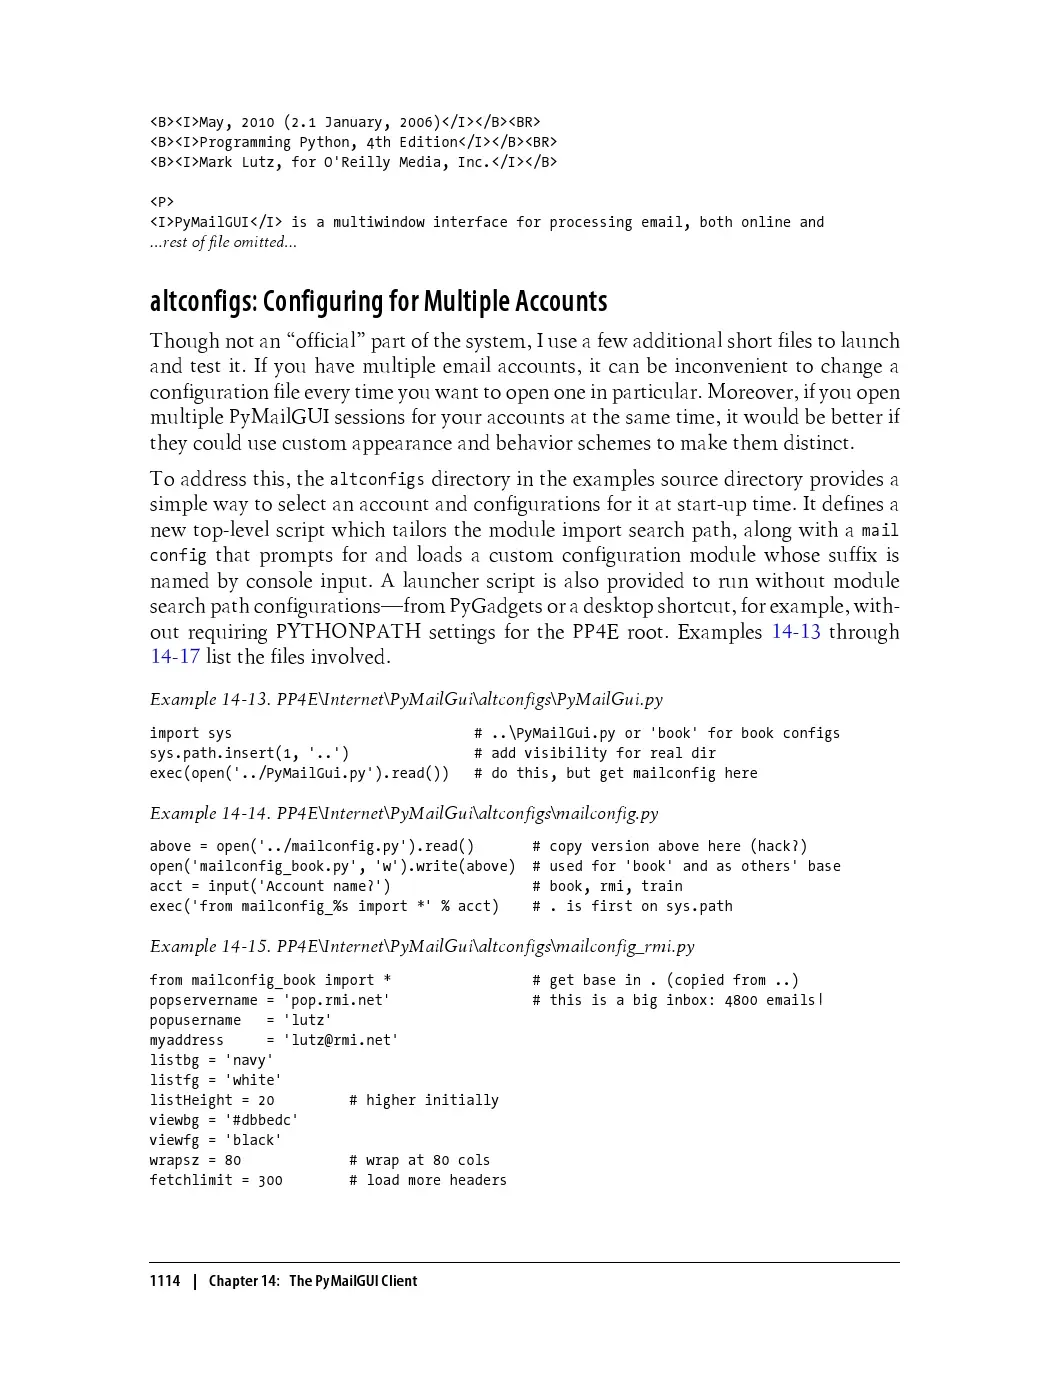 <B><I>May, 2010 (2.1 January, 2006)</I></B><BR>
<B><I>Programming Python, 4th Edition</I></B><BR>
<B><I>Mark Lutz, for O'Reilly Media, Inc.</I></B>
<P>
<I>PyMailGUI</I> is a multiwindow interface for processing email, both online and
...rest of file omitted...
altconfigs: Configuring for Multiple Accounts
Though not an “official” part of the system, I use a few additional short files to launch
and test it. If you have multiple email accounts, it can be inconvenient to change a
configuration file every time you want to open one in particular. Moreover, if you open
multiple PyMailGUI sessions for your accounts at the same time, it would be better if
they could use custom appearance and behavior schemes to make them distinct.
To address this, the altconfigs directory in the examples source directory provides a
simple way to select an account and configurations for it at start-up time. It defines a
new top-level script which tailors the module import search path, along with a mail
config that prompts for and loads a custom configuration module whose suffix is
named by console input. A launcher script is also provided to run without module
search path configurations—from PyGadgets or a desktop shortcut, for example, with-
out requiring PYTHONPATH settings for the PP4E root. Examples 14-13 through
14-17 list the files involved.
Example 14-13. PP4E\Internet\PyMailGui\altconfigs\PyMailGui.py
import sys # ..\PyMailGui.py or 'book' for book configs
sys.path.insert(1, '..') # add visibility for real dir
exec(open('../PyMailGui.py').read()) # do this, but get mailconfig here
Example 14-14. PP4E\Internet\PyMailGui\altconfigs\mailconfig.py
above = open('../mailconfig.py').read() # copy version above here (hack?)
open('mailconfig_book.py', 'w').write(above) # used for 'book' and as others' base
acct = input('Account name?') # book, rmi, train
exec('from mailconfig_%s import *' % acct) # . is first on sys.path
Example 14-15. PP4E\Internet\PyMailGui\altconfigs\mailconfig_rmi.py
from mailconfig_book import * # get base in . (copied from ..)
popservername = 'pop.rmi.net' # this is a big inbox: 4800 emails!
popusername = 'lutz'
myaddress = 'lutz@rmi.net'
listbg = 'navy'
listfg = 'white'
listHeight = 20 # higher initially
viewbg = '#dbbedc'
viewfg = 'black'
wrapsz = 80 # wrap at 80 cols
fetchlimit = 300 # load more headers
1114 | Chapter 14: The PyMailGUI Client